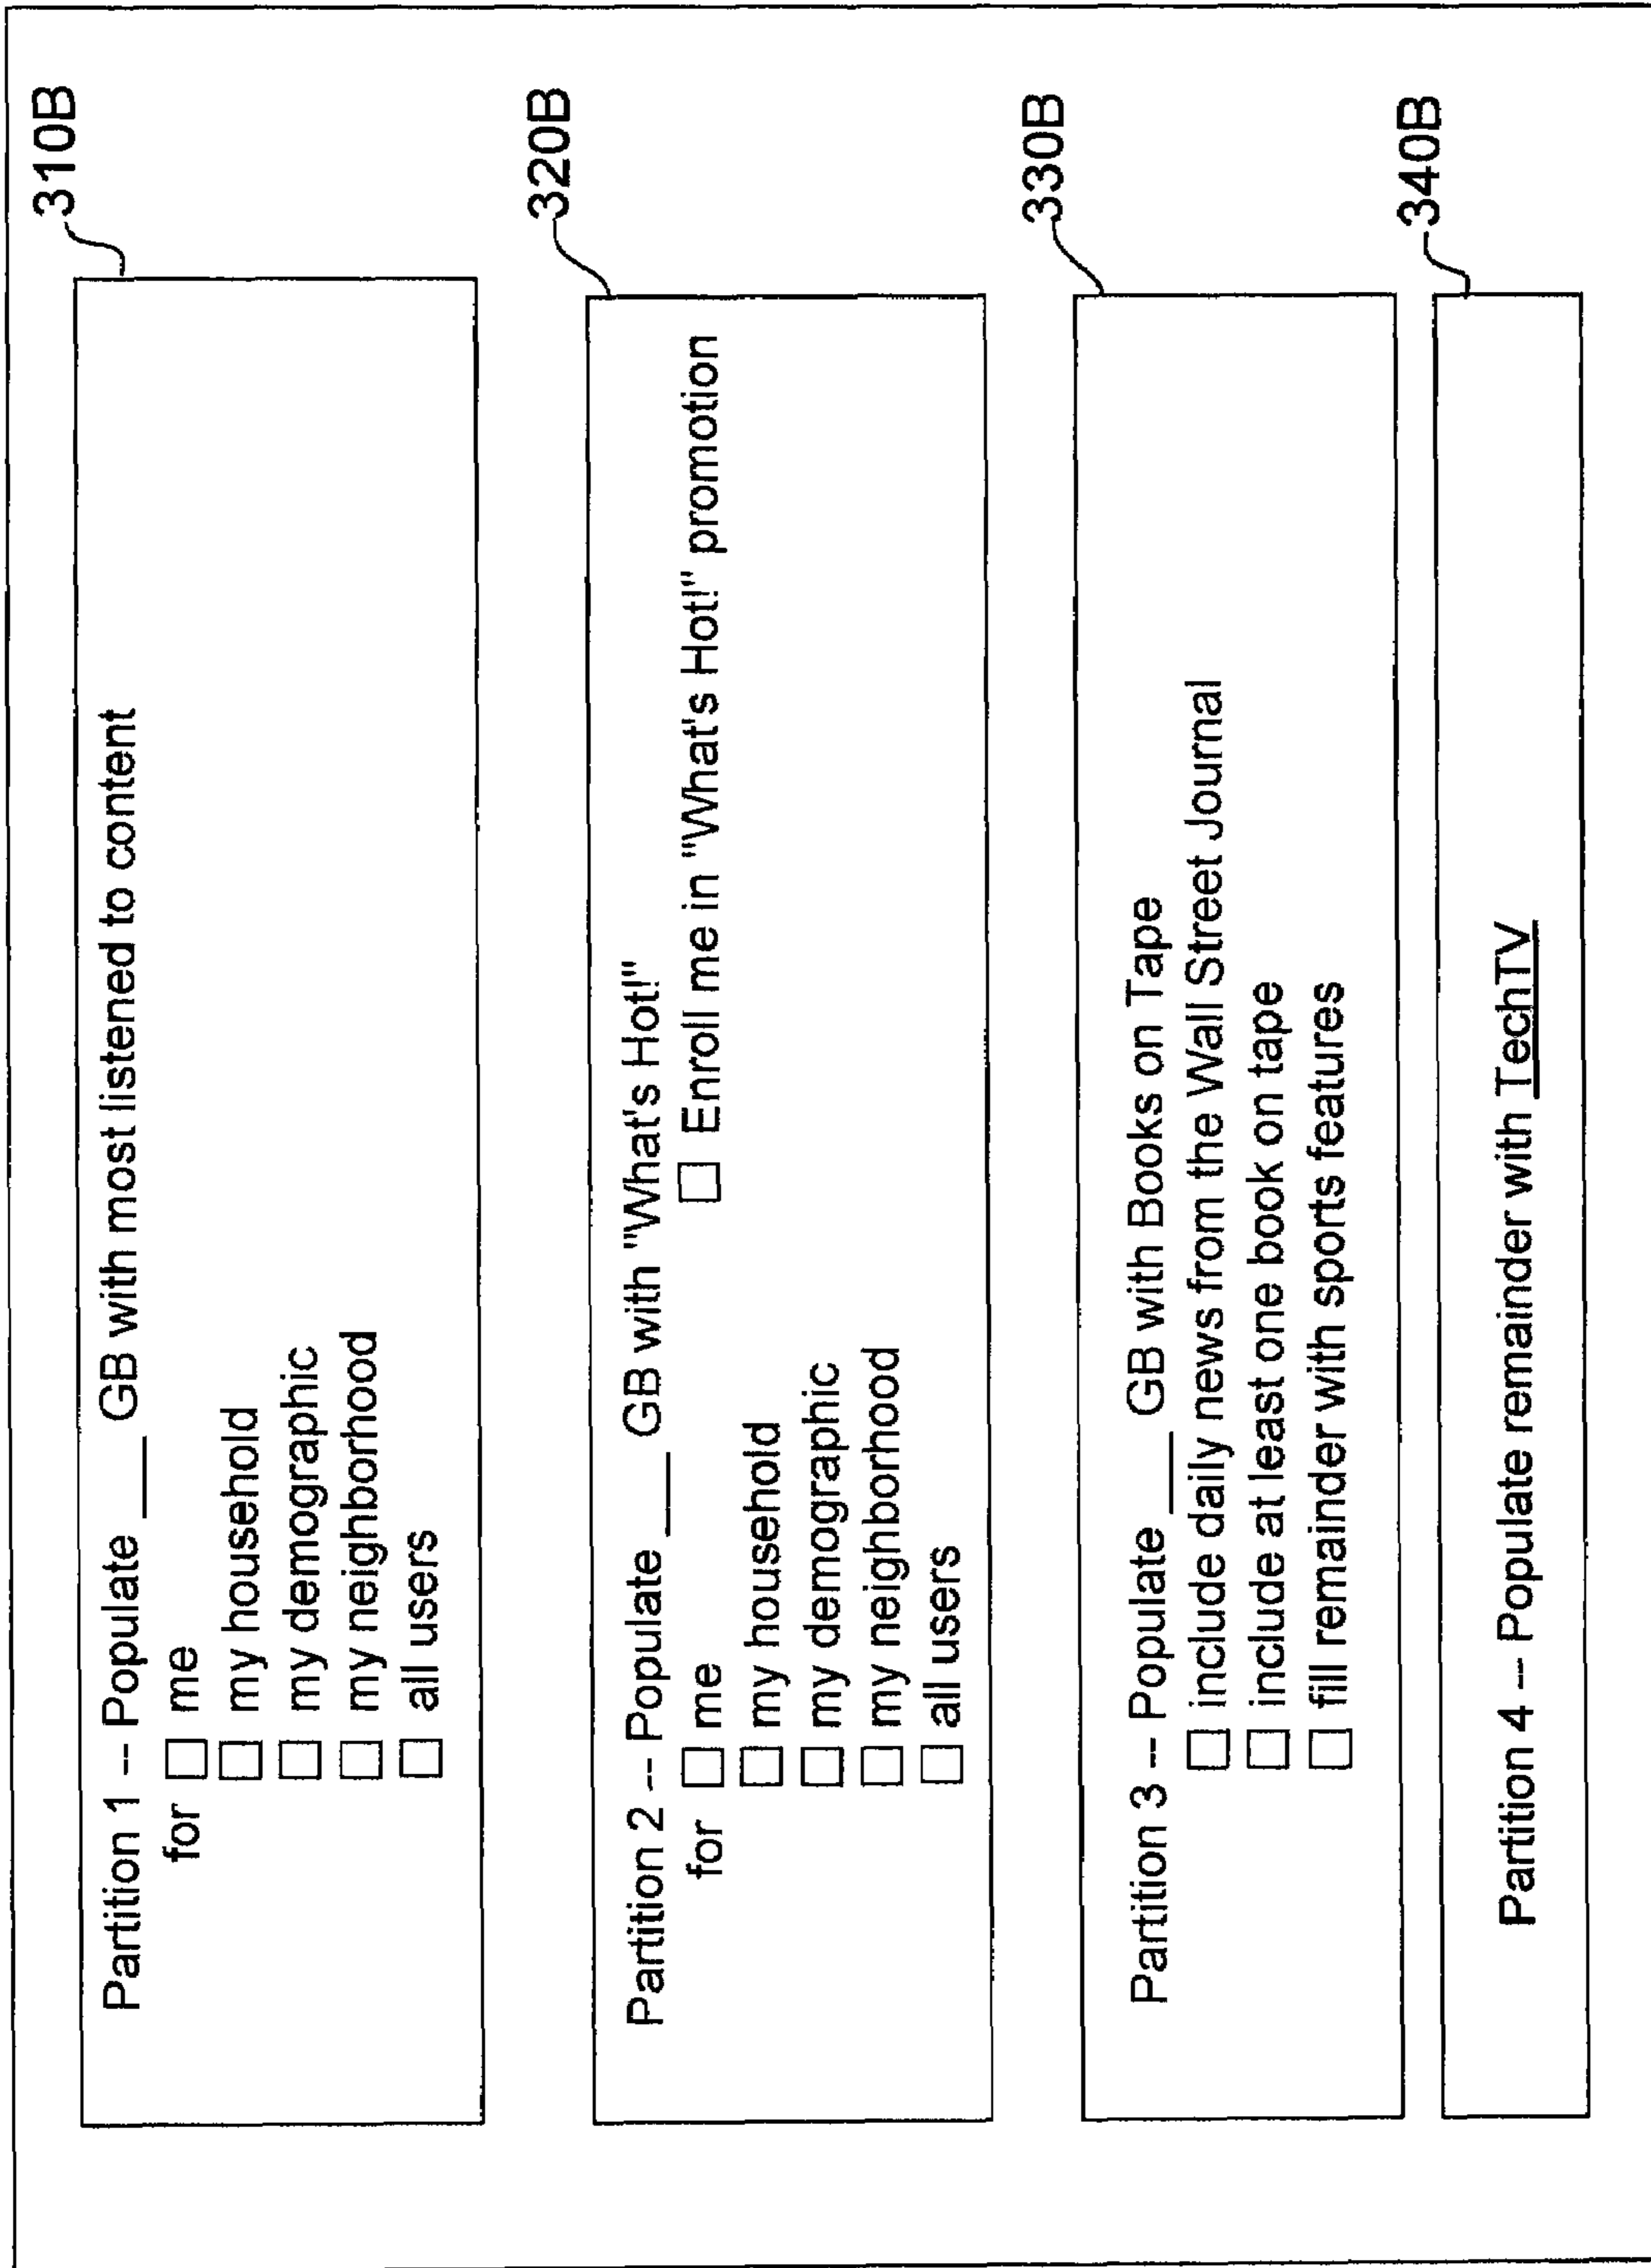 310B
Partition 1 -- Populate ___ GB with most listened to content
for □ me
□ my household
□ my demographic
□ my neighborhood
□ all users
320B
Partition 2 -- Populate ___ GB with "What's Hot!"
for □ me □ Enroll me in "What's Hot!" promotion
□ my household
□ my demographic
□ my neighborhood
□ all users
330B
Partition 3 -- Populate ___ GB with Books on Tape
□ include daily news from the Wall Street Journal
□ include at least one book on tape
□ fill remainder with sports features
340B
Partition 4 -- Populate remainder with TechTV